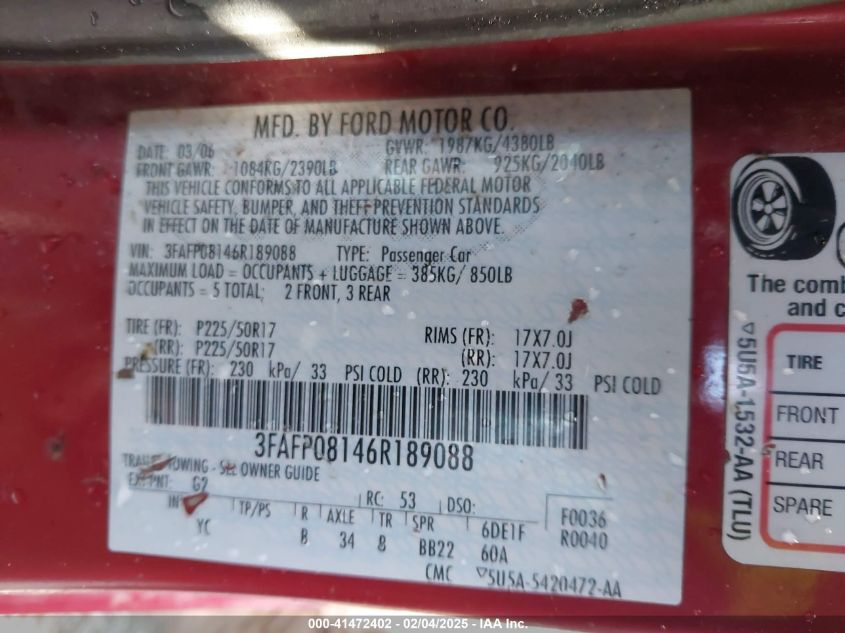 MFD. BY FORD MOTOR CO.
DATE: 03/06 GVWR: 1987KG/4380LB
FRONT GAWR: 1084KG/2390LB REAR GAWR: 925KG/2040LB
THIS VEHICLE CONFORMS TO ALL APPLICABLE FEDERAL MOTOR
VEHICLE SAFETY, BUMPER, AND THEFT PREVENTION STANDARDS
IN EFFECT ON THE DATE OF MANUFACTURE SHOWN ABOVE.
VIN: 3FAFP08146R189088 TYPE: Passenger Car
MAXIMUM LOAD = OCCUPANTS + LUGGAGE = 385KG/ 850LB
OCCUPANTS = 5 TOTAL; 2 FRONT, 3 REAR
TIRE (FR): P225/50R17 RIMS (FR): 17X7.0J
(RR): P225/50R17 (RR): 17X7.0J
PRESSURE (FR): 230 kPa/ 33 PSI COLD (RR): 230 kPa/ 33 PSI COLD
3FAFP08146R189088
TOWING - SEE OWNER GUIDE
EXT PNT: G2 RC: 53 DSO:
TP/PS R AXLE TR SPR 6DE1F F0036
YC B 34 8 BB22 60A R0040
CMC ▽5U5A-5420472-AA
The comb
and c
TIRE
FRONT
REAR
SPARE
▽5U5A-1532-AA (TLU)
000-41472402 - 02/04/2025 - IAA Inc.